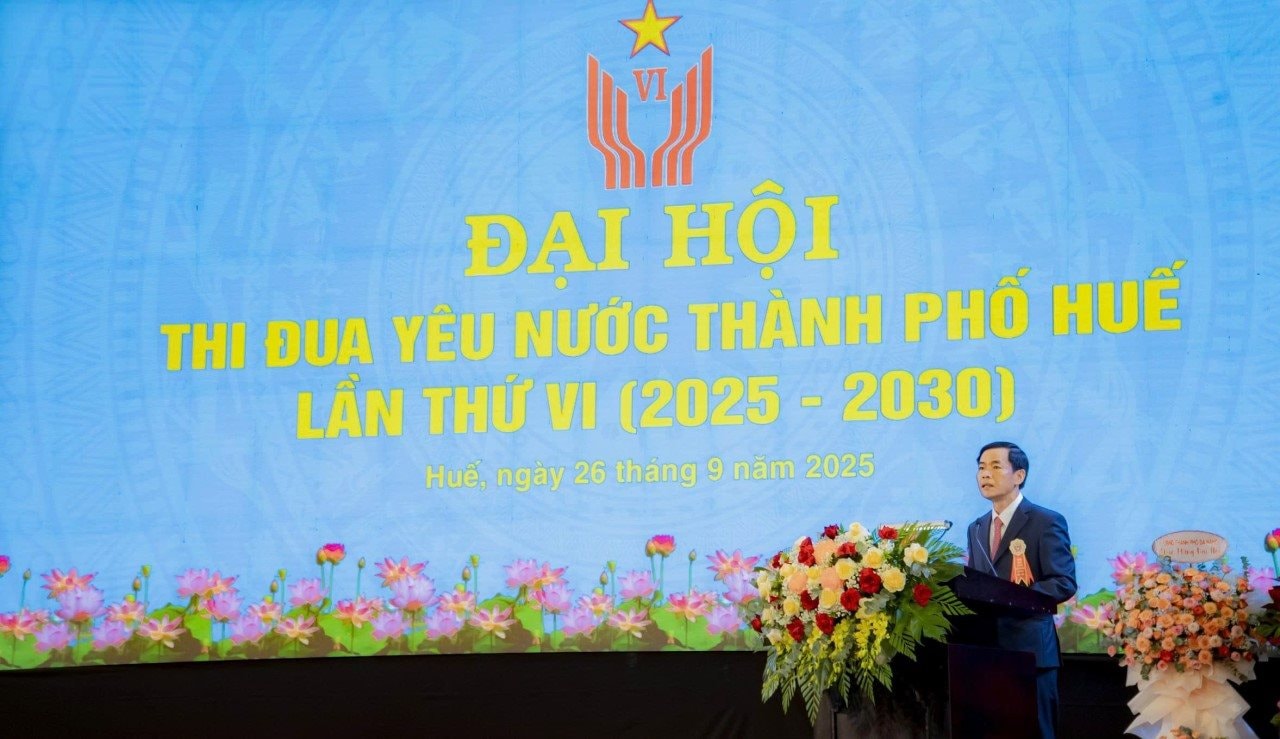 VI
ĐẠI HỘI
THI ĐUA YÊU NƯỚC THÀNH PHỐ HUẾ
LẦN THỨ VI (2025 - 2030)
Huế, ngày 26 tháng 9 năm 2025